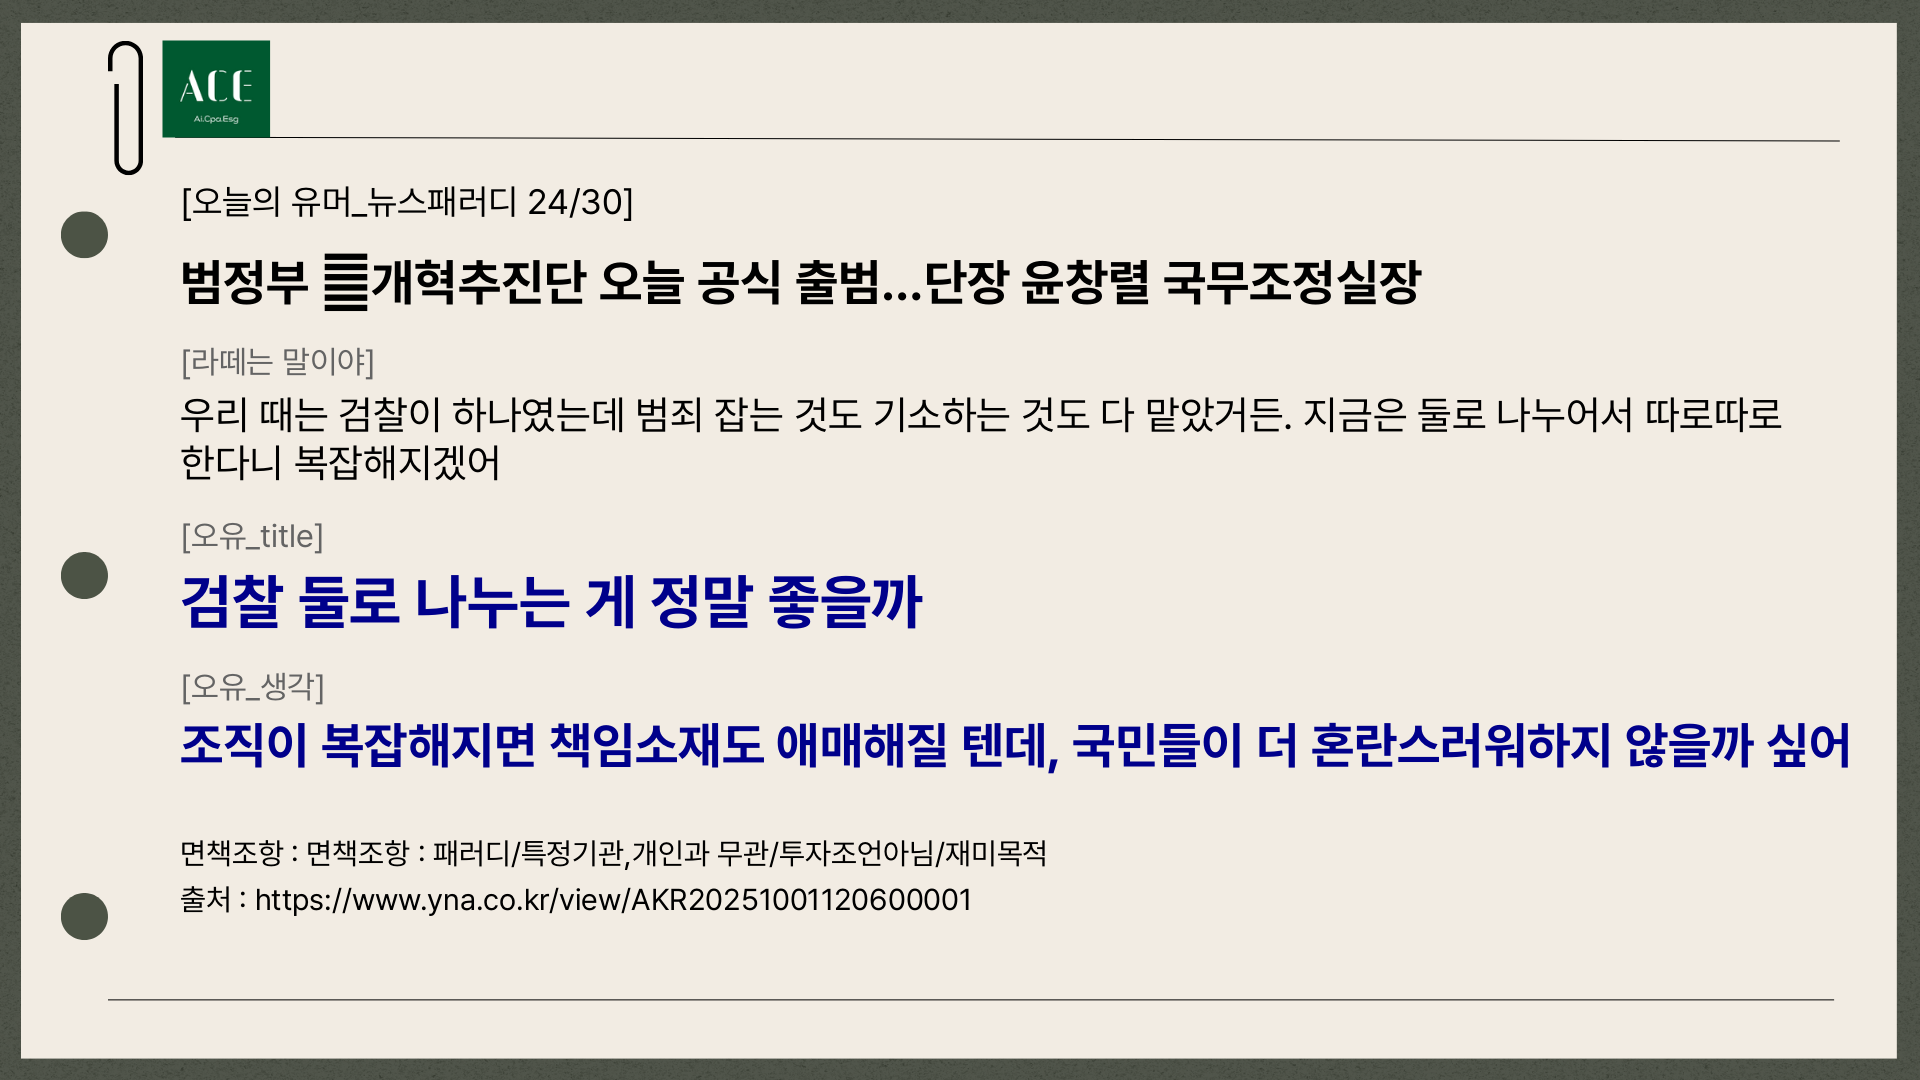 ACE
Ai.Cpa.Esg
[오늘의 유머_뉴스패러디 24/30]
범정부 개혁추진단 오늘 공식 출범…단장 윤창렬 국무조정실장
[라떼는 말이야]
우리 때는 검찰이 하나였는데 범죄 잡는 것도 기소하는 것도 다 맡았거든. 지금은 둘로 나누어서 따로따로
한다니 복잡해지겠어
[오유_title]
검찰 둘로 나누는 게 정말 좋을까
[오유_생각]
조직이 복잡해지면 책임소재도 애매해질 텐데, 국민들이 더 혼란스러워하지 않을까 싶어
면책조항 : 면책조항 : 패러디/특정기관,개인과 무관/투자조언아님/재미목적
출처 : https://www.yna.co.kr/view/AKR20251001120600001